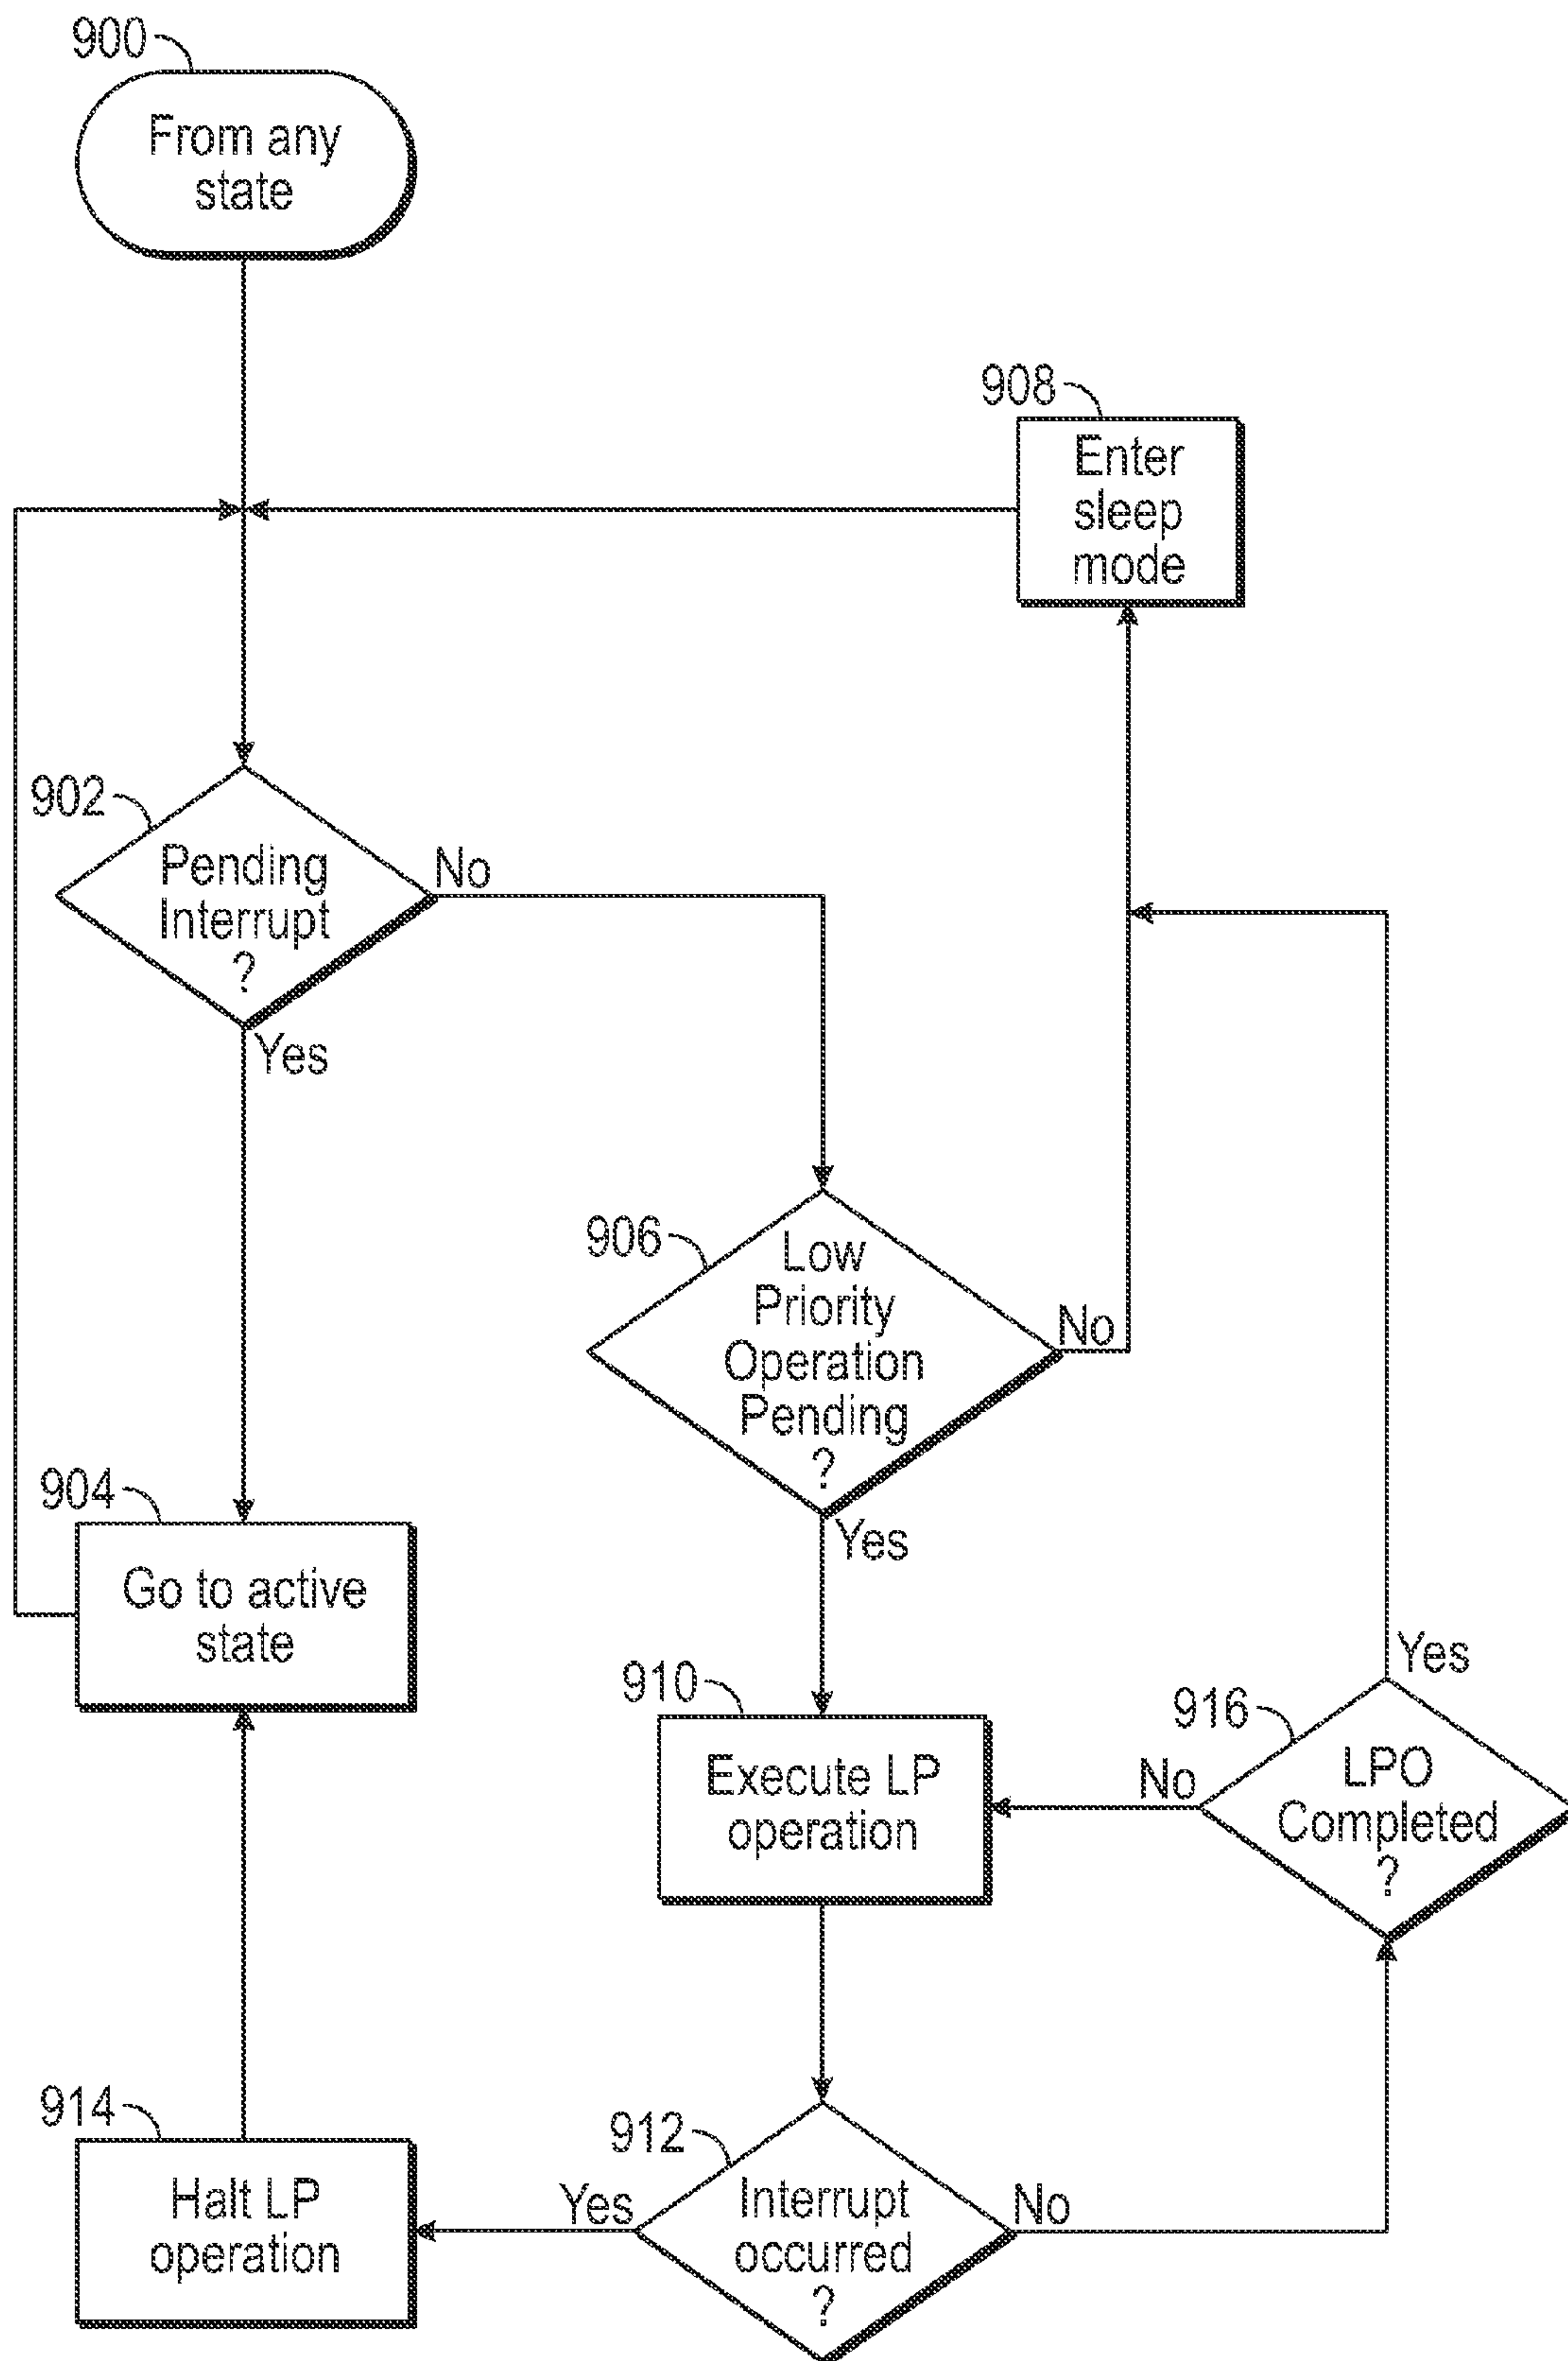 900
From any
state
908
Enter
sleep
mode
902
Pending
Interrupt
?
No
Yes
906
Low
Priority
Operation
Pending
?
No
Yes
904
Go to active
state
910
Execute LP
operation
916
LPO
Completed
?
Yes
No
914
Halt LP
operation
912
Interrupt
occurred
?
Yes
No